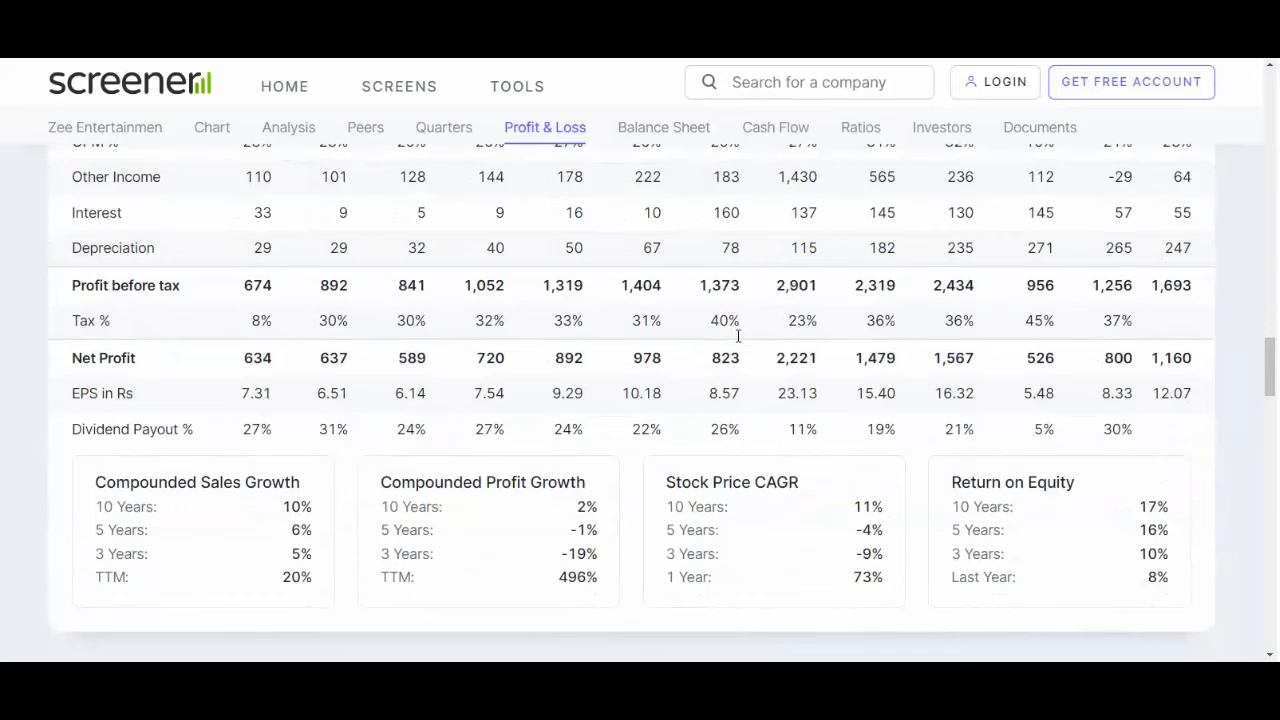 screener HOME SCREENS TOOLS Search for a company LOGIN GET FREE ACCOUNT
Zee Entertainmen Chart Analysis Peers Quarters Profit & Loss Balance Sheet Cash Flow Ratios Investors Documents
Other Income 110 101 128 144 178 222 183 1,430 565 236 112 -29 64
Interest 33 9 5 9 16 10 160 137 145 130 145 57 55
Depreciation 29 29 32 40 50 67 78 115 182 235 271 265 247
Profit before tax 674 892 841 1,052 1,319 1,404 1,373 2,901 2,319 2,434 956 1,256 1,693
Tax % 8% 30% 30% 32% 33% 31% 40% 23% 36% 36% 45% 37%
Net Profit 634 637 589 720 892 978 823 2,221 1,479 1,567 526 800 1,160
EPS in Rs 7.31 6.51 6.14 7.54 9.29 10.18 8.57 23.13 15.40 16.32 5.48 8.33 12.07
Dividend Payout % 27% 31% 24% 27% 24% 22% 26% 11% 19% 21% 5% 30%
Compounded Sales Growth
10 Years: 10%
5 Years: 6%
3 Years: 5%
TTM: 20%
Compounded Profit Growth
10 Years: 2%
5 Years: -1%
3 Years: -19%
TTM: 496%
Stock Price CAGR
10 Years: 11%
5 Years: -4%
3 Years: -9%
1 Year: 73%
Return on Equity
10 Years: 17%
5 Years: 16%
3 Years: 10%
Last Year: 8%